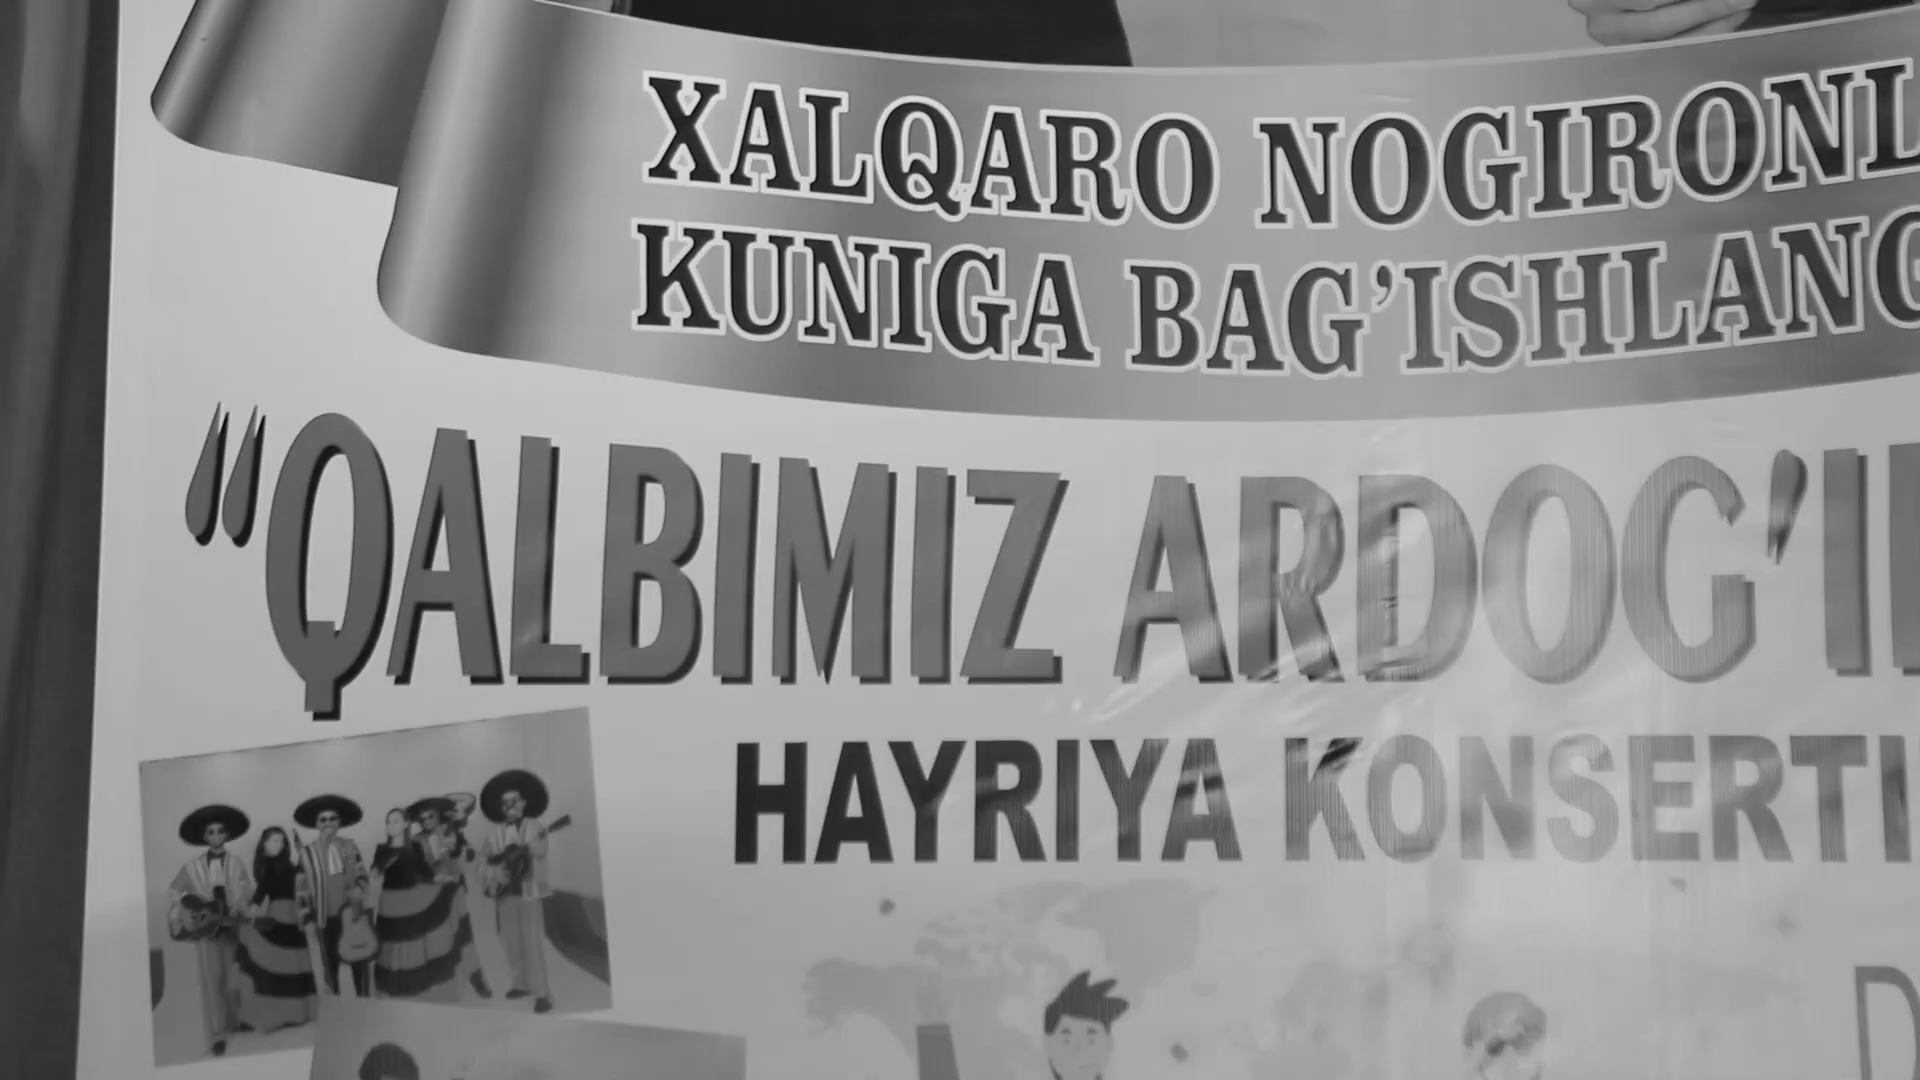 XALQARO NOGIRONL
KUNIGA BAG’ISHLANG
“QALBIMIZ ARDOG’I
HAYRIYA KONSERTI
D